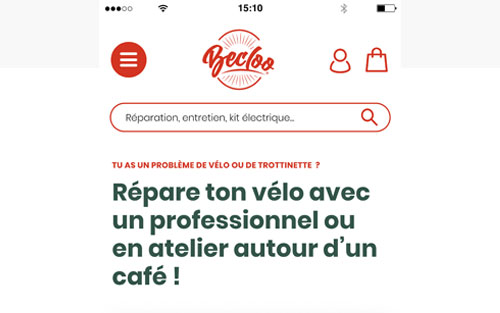 15:10
Becloo
Réparation, entretien, kit électrique...
TU AS UN PROBLÈME DE VÉLO OU DE TROTTINETTE ?
Répare ton vélo avec
un professionnel ou
en atelier autour d’un
café !